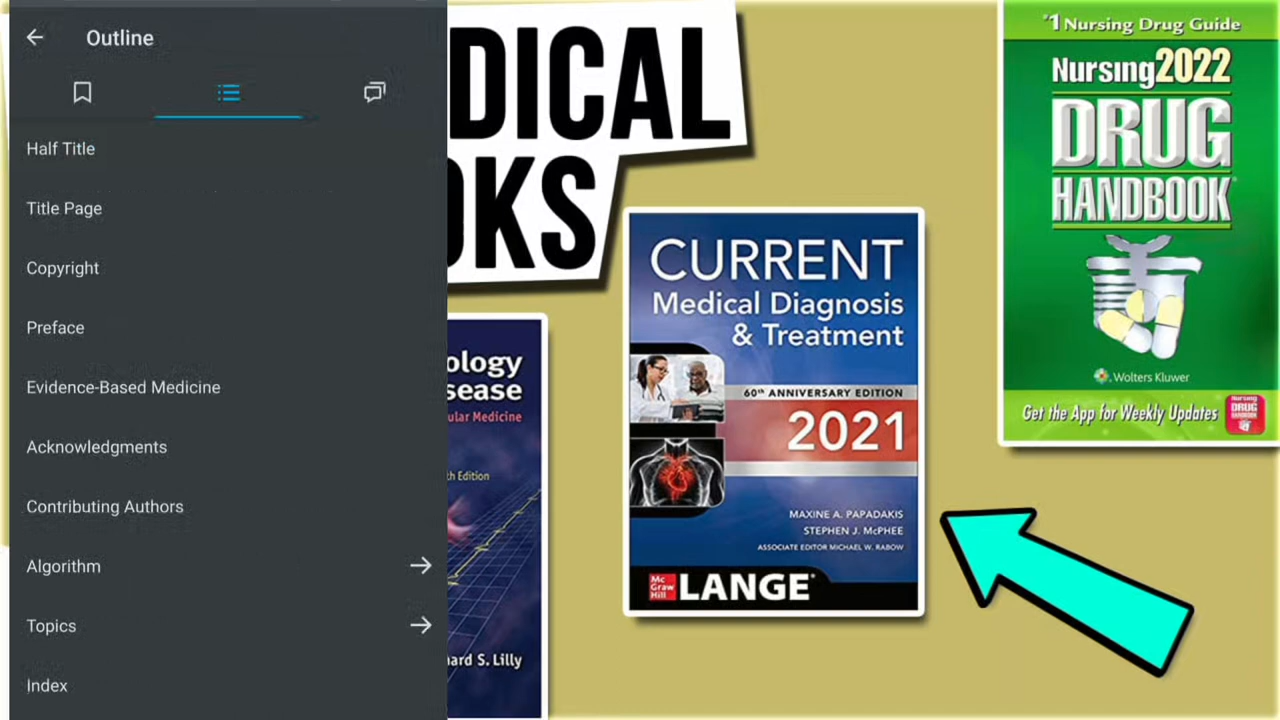 Outline
Half Title
Title Page
Copyright
Preface
Evidence-Based Medicine
Acknowledgments
Contributing Authors
Algorithm
Topics
Index
DICAL
OKS
ology
sease
ular Medicine
th Edition
ard S. Lilly
CURRENT
Medical Diagnosis
& Treatment
60th ANNIVERSARY EDITION
2021
MAXINE A. PAPADAKIS
STEPHEN J. McPHEE
ASSOCIATE EDITOR MICHAEL W. RABOW
Mc
Graw
Hill
LANGE®
#1 Nursing Drug Guide
Nursing2022
DRUG
HANDBOOK®
Wolters Kluwer
Get the App for Weekly Updates
Nursing
DRUG
HANDBOOK